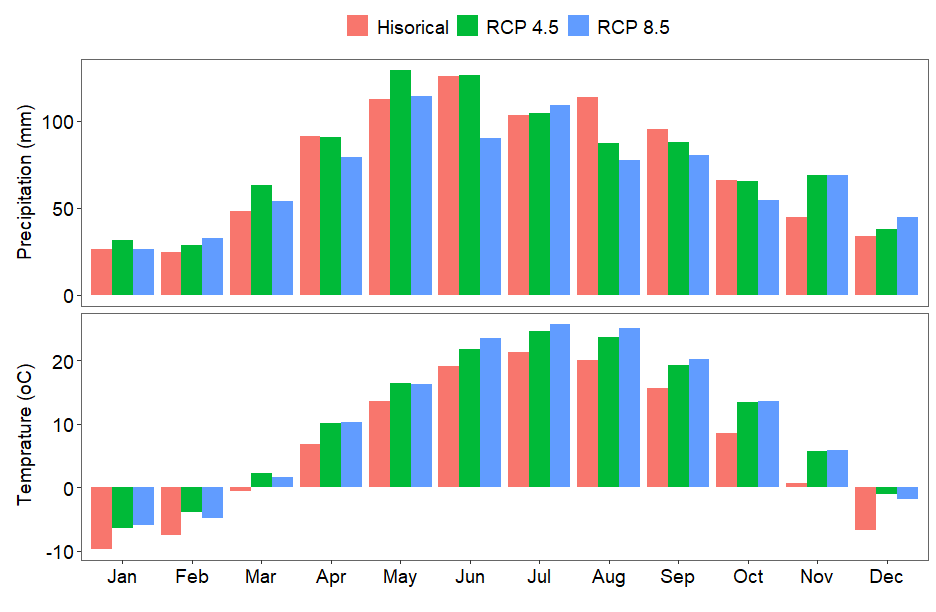 Hisorical RCP 4.5 RCP 8.5
Precipitation (mm)
100
50
0
Temprature (oC)
20
10
0
-10
Jan Feb Mar Apr May Jun Jul Aug Sep Oct Nov Dec